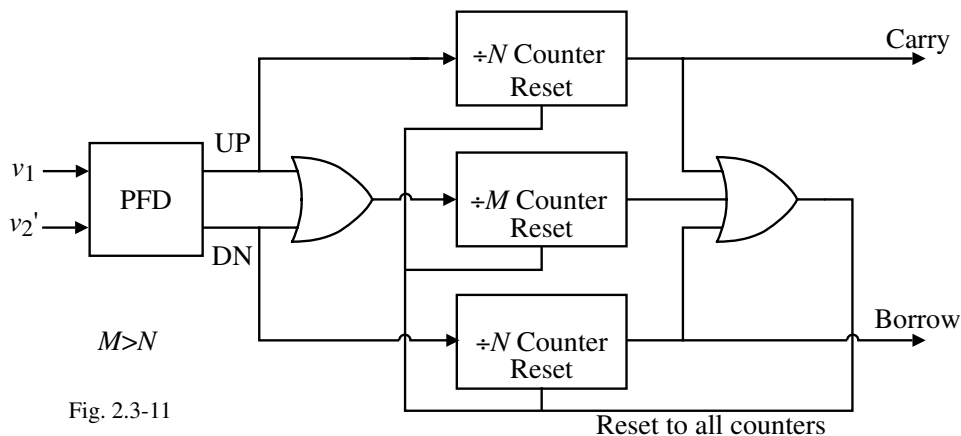 ÷N Counter
Reset
Carry
UP
v1
PFD
v2'
DN
÷M Counter
Reset
÷N Counter
Reset
Borrow
M>N
Fig. 2.3-11
Reset to all counters